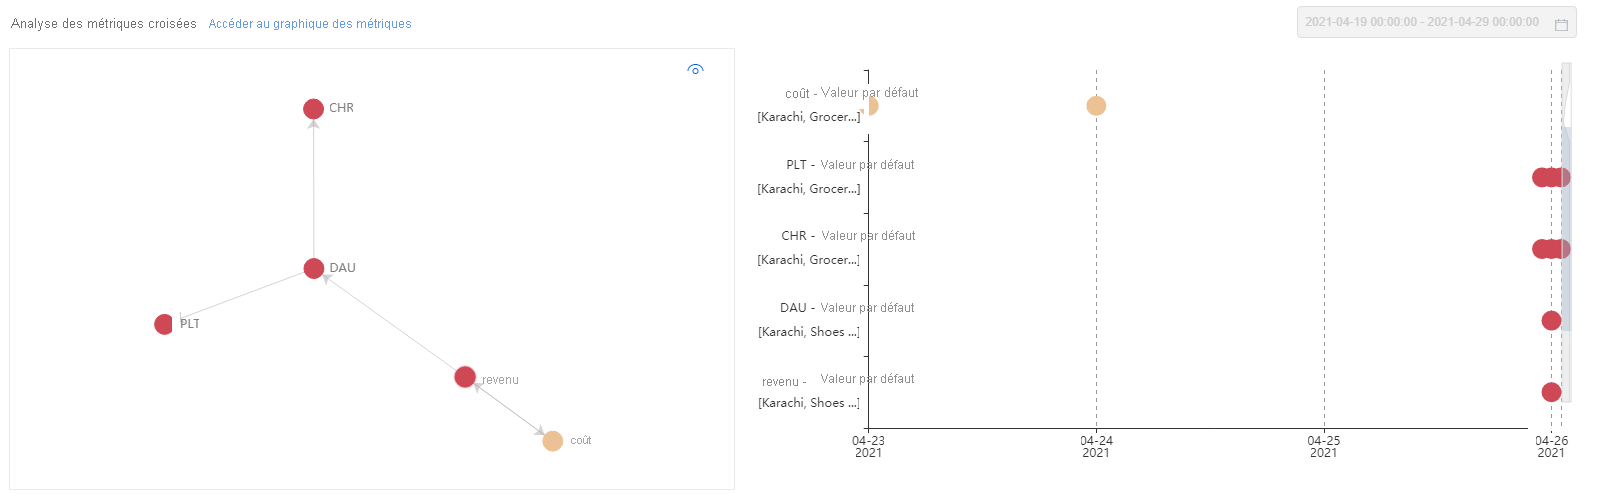 Analyse des métriques croisées Accéder au graphique des métriques
2021-04-19 00:00:00 - 2021-04-29 00:00:00
CHR
DAU
PLT
revenu
coût
coût - Valeur par défaut
[Karachi, Grocer...]
PLT - Valeur par défaut
[Karachi, Grocer...]
CHR - Valeur par défaut
[Karachi, Grocer...]
DAU - Valeur par défaut
[Karachi, Shoes ...]
revenu - Valeur par défaut
[Karachi, Shoes ...]
04-23 04-24 04-25 04-26
2021 2021 2021 2021